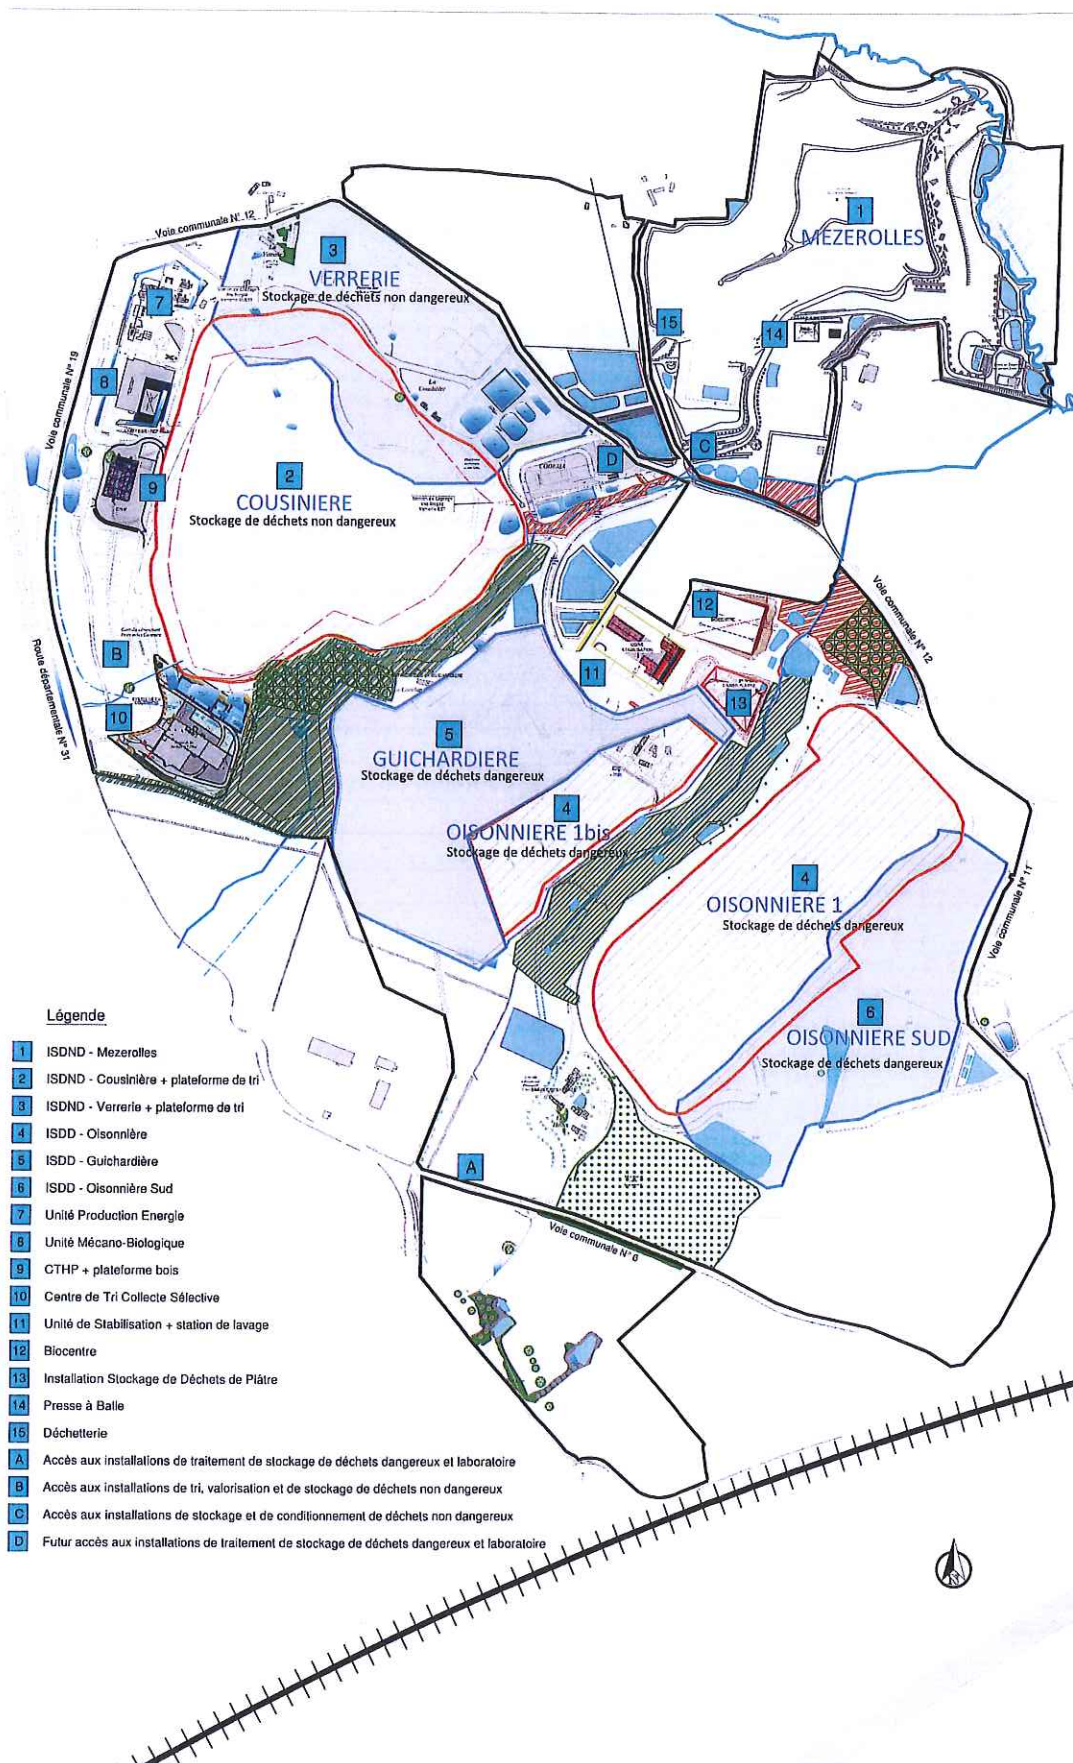 1
MEZEROLLES
Voie communale N° 12
3
VERRERIE
Stockage de déchets non dangereux
7
15
14
Voie communale N° 19
8
C
D
2
COUSINIERE
Stockage de déchets non dangereux
9
12
Voie communale N° 12
B
11
Route départementale N° 31
10
13
5
GUICHARDIERE
Stockage de déchets dangereux
4
OISONNIERE 1bis
Stockage de déchets dangereux
4
OISONNIERE 1
Stockage de déchets dangereux
Voie communale N° 11
6
OISONNIERE SUD
Stockage de déchets dangereux
A
Voie communale N° 6
Légende
1 ISDND - Mezerolles
2 ISDND - Cousinière + plateforme de tri
3 ISDND - Verrerie + plateforme de tri
4 ISDD - Oisonnière
5 ISDD - Guichardière
6 ISDD - Oisonnière Sud
7 Unité Production Energie
8 Unité Mécano-Biologique
9 CTHP + plateforme bois
10 Centre de Tri Collecte Sélective
11 Unité de Stabilisation + station de lavage
12 Biocentre
13 Installation Stockage de Déchets de Plâtre
14 Presse à Balle
15 Déchetterie
A Accès aux installations de traitement de stockage de déchets dangereux et laboratoire
B Accès aux installations de tri, valorisation et de stockage de déchets non dangereux
C Accès aux installations de stockage et de conditionnement de déchets non dangereux
D Futur accès aux installations de traitement de stockage de déchets dangereux et laboratoire
N